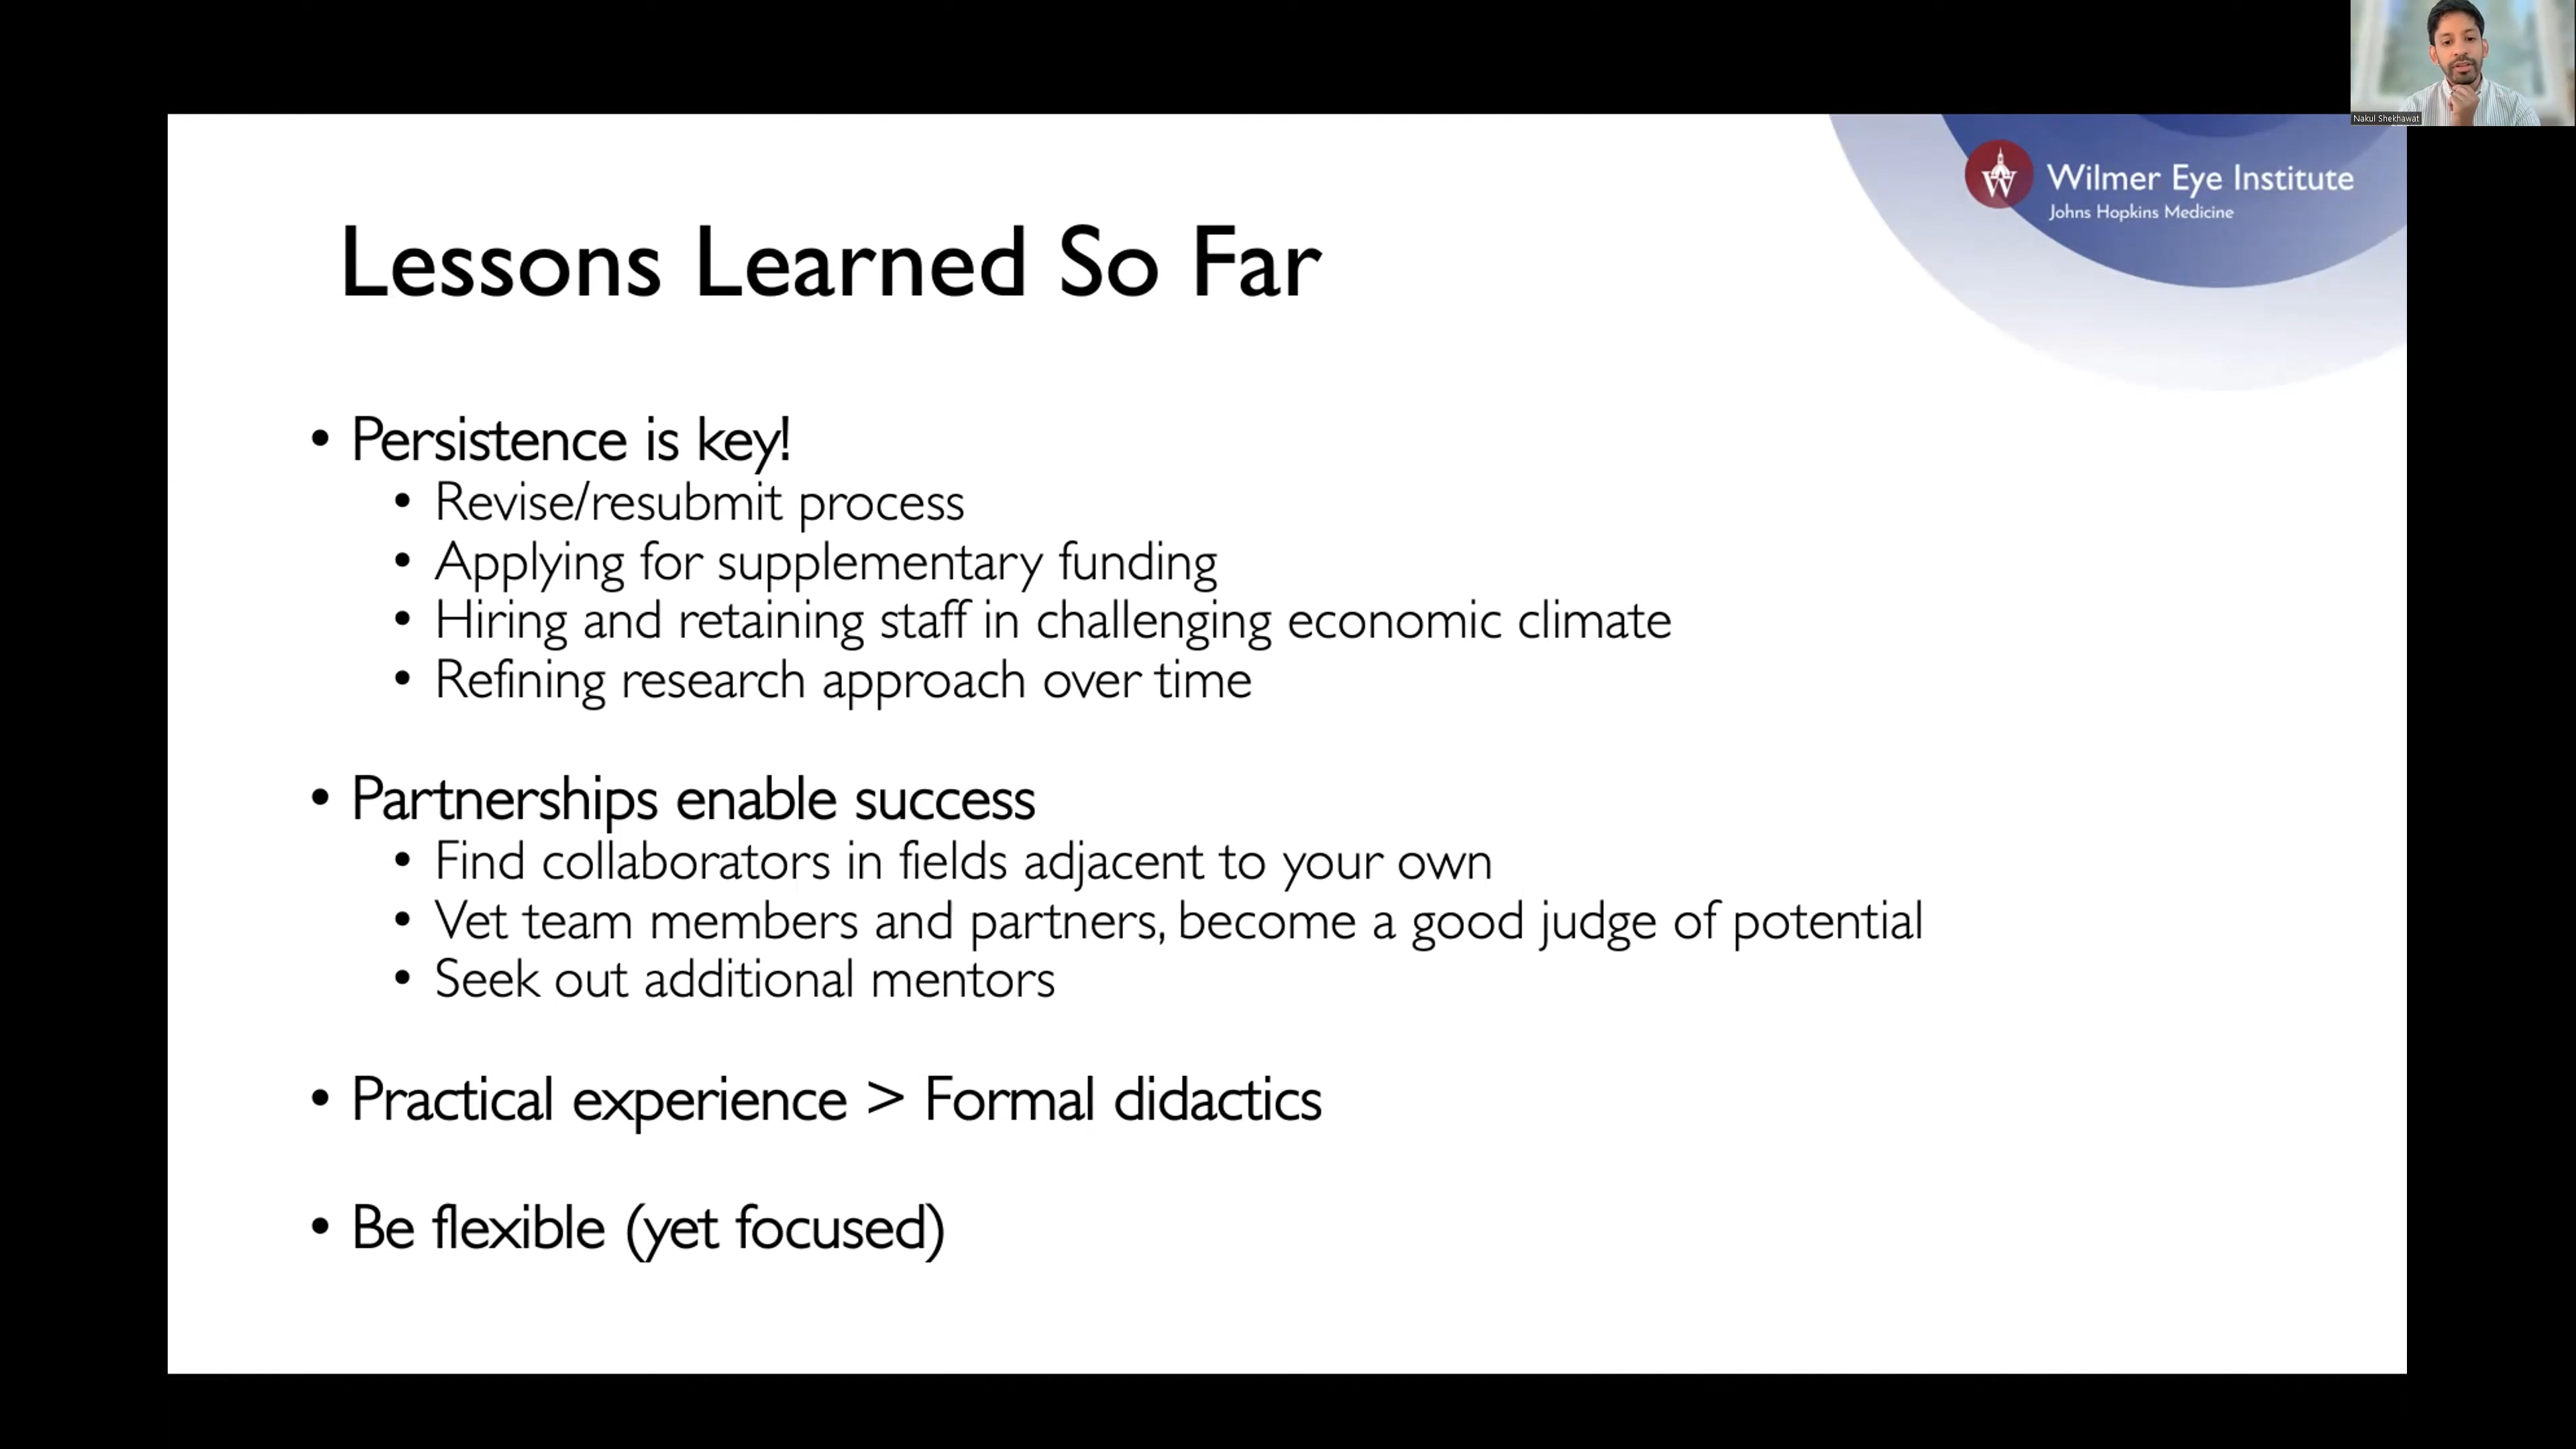 Nakul Shekhawat
Wilmer Eye Institute
Johns Hopkins Medicine
Lessons Learned So Far
• Persistence is key!
• Revise/resubmit process
• Applying for supplementary funding
• Hiring and retaining staff in challenging economic climate
• Refining research approach over time
• Partnerships enable success
• Find collaborators in fields adjacent to your own
• Vet team members and partners, become a good judge of potential
• Seek out additional mentors
• Practical experience > Formal didactics
• Be flexible (yet focused)